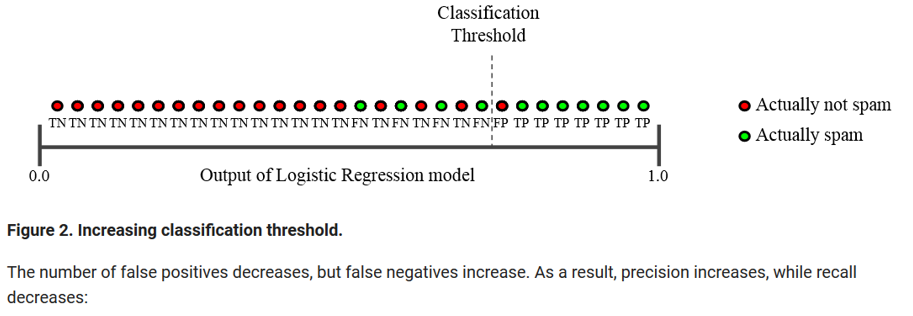 Classification
Threshold
TN TN TN TN TN TN TN TN TN TN TN TN TN TN TN FN TN FN TN FN TN FN FP TP TP TP TP TP TP TP
Actually not spam
Actually spam
0.0
Output of Logistic Regression model
1.0
Figure 2. Increasing classification threshold.
The number of false positives decreases, but false negatives increase. As a result, precision increases, while recall
decreases: